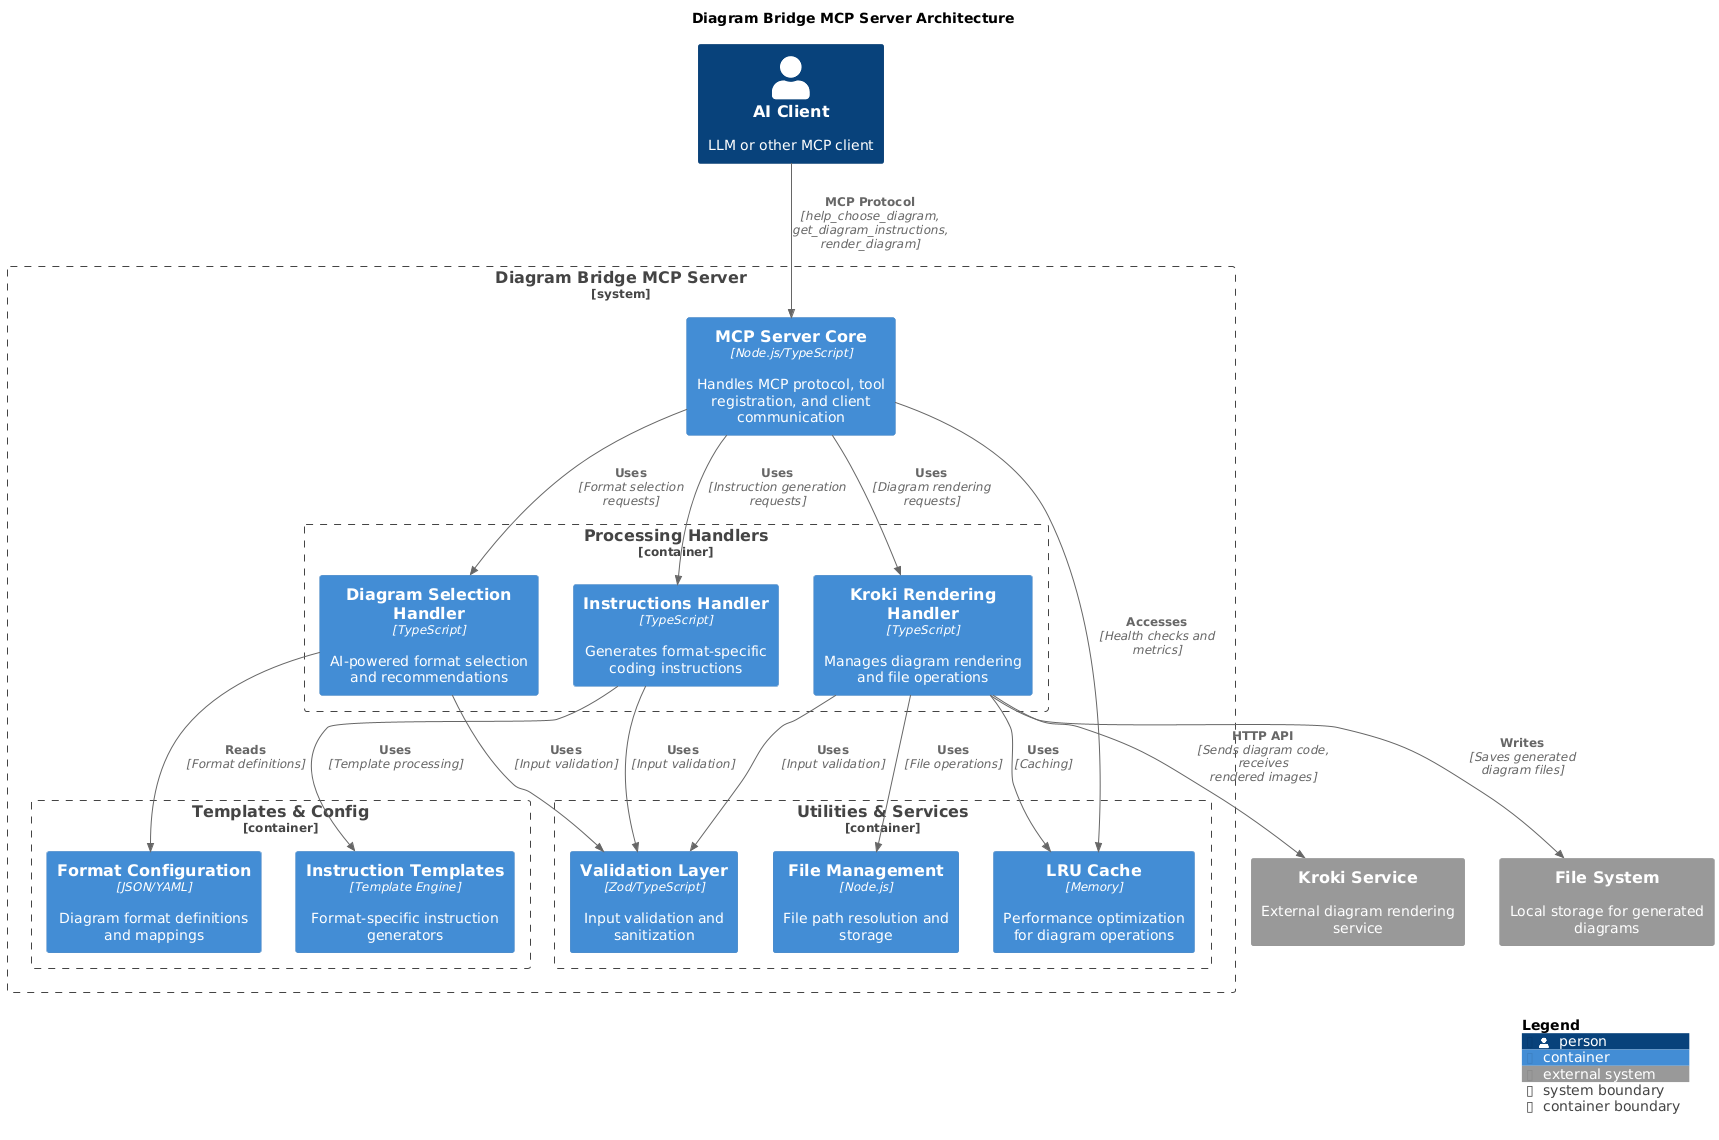 Diagram Bridge MCP Server Architecture
AI Client
LLM or other MCP client
MCP Protocol
[help_choose_diagram,
get_diagram_instructions,
render_diagram]
Diagram Bridge MCP Server
[system]
MCP Server Core
[Node.js/TypeScript]
Handles MCP protocol, tool
registration, and client
communication
Uses
[Format selection
requests]
Uses
[Instruction generation
requests]
Uses
[Diagram rendering
requests]
Accesses
[Health checks and
metrics]
Processing Handlers
[container]
Diagram Selection
Handler
[TypeScript]
AI-powered format selection
and recommendations
Instructions Handler
[TypeScript]
Generates format-specific
coding instructions
Kroki Rendering
Handler
[TypeScript]
Manages diagram rendering
and file operations
Reads
[Format definitions]
Uses
[Template processing]
Uses
[Input validation]
Uses
[Input validation]
Uses
[Input validation]
Uses
[File operations]
Uses
[Caching]
HTTP API
[Sends diagram code,
receives
rendered images]
Writes
[Saves generated
diagram files]
Templates & Config
[container]
Format Configuration
[JSON/YAML]
Diagram format definitions
and mappings
Instruction Templates
[Template Engine]
Format-specific instruction
generators
Utilities & Services
[container]
Validation Layer
[Zod/TypeScript]
Input validation and
sanitization
File Management
[Node.js]
File path resolution and
storage
LRU Cache
[Memory]
Performance optimization
for diagram operations
Kroki Service
External diagram rendering
service
File System
Local storage for generated
diagrams
Legend
person
container
external system
system boundary
container boundary